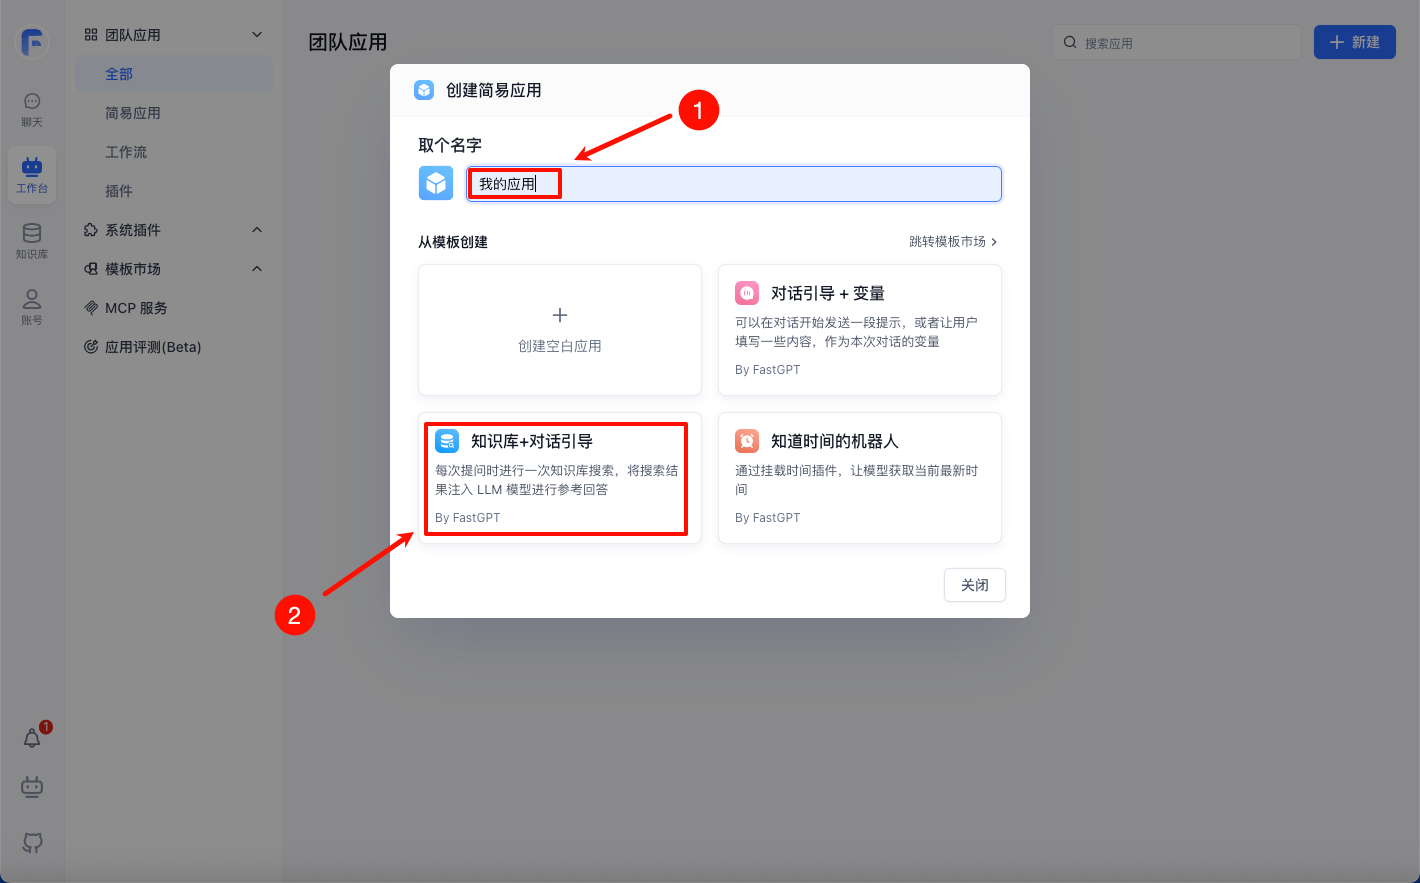 聊天
工作台
知识库
账号
1
团队应用
全部
简易应用
工作流
插件
系统插件
模板市场
MCP 服务
应用评测(Beta)
团队应用
搜索应用
新建
创建简易应用
1
取个名字
我的应用
从模板创建
跳转模板市场
创建空白应用
对话引导 + 变量
可以在对话开始发送一段提示，或者让用户
填写一些内容，作为本次对话的变量
By FastGPT
知识库+对话引导
每次提问时进行一次知识库搜索，将搜索结
果注入 LLM 模型进行参考回答
By FastGPT
知道时间的机器人
通过挂载时间插件，让模型获取当前最新时
间
By FastGPT
2
关闭